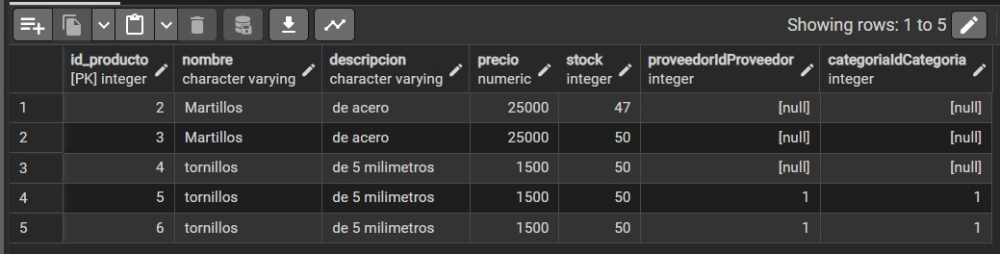 Showing rows: 1 to 5
id_producto nombre descripcion precio stock proveedorIdProveedor categoriaIdCategoria
[PK] integer character varying character varying numeric integer integer integer
1 2 Martillos de acero 25000 47 [null] [null]
2 3 Martillos de acero 25000 50 [null] [null]
3 4 tornillos de 5 milimetros 1500 50 [null] [null]
4 5 tornillos de 5 milimetros 1500 50 1 1
5 6 tornillos de 5 milimetros 1500 50 1 1